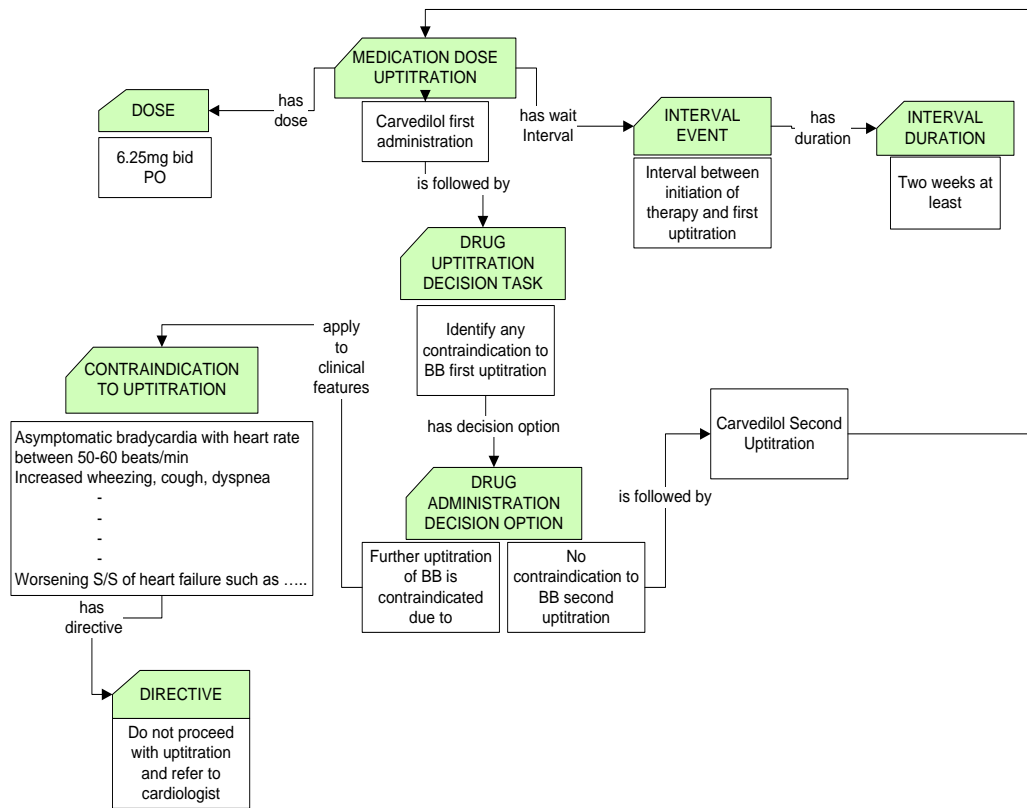 MEDICATION DOSE
UPTITRATION
Carvedilol first
administration
has
dose
DOSE
6.25mg bid
PO
has wait
Interval
INTERVAL
EVENT
Interval between
initiation of
therapy and first
uptitration
has
duration
INTERVAL
DURATION
Two weeks at
least
is followed by
DRUG
UPTITRATION
DECISION TASK
Identify any
contraindication to
BB first uptitration
has decision option
DRUG
ADMINISTRATION
DECISION OPTION
Further uptitration
of BB is
contraindicated
due to
No
contraindication to
BB second
uptitration
is followed by
Carvedilol Second
Uptitration
apply
to
clinical
features
CONTRAINDICATION
TO UPTITRATION
Asymptomatic bradycardia with heart rate
between 50-60 beats/min
Increased wheezing, cough, dyspnea
-
-
-
-
Worsening S/S of heart failure such as .....
has
directive
DIRECTIVE
Do not proceed
with uptitration
and refer to
cardiologist